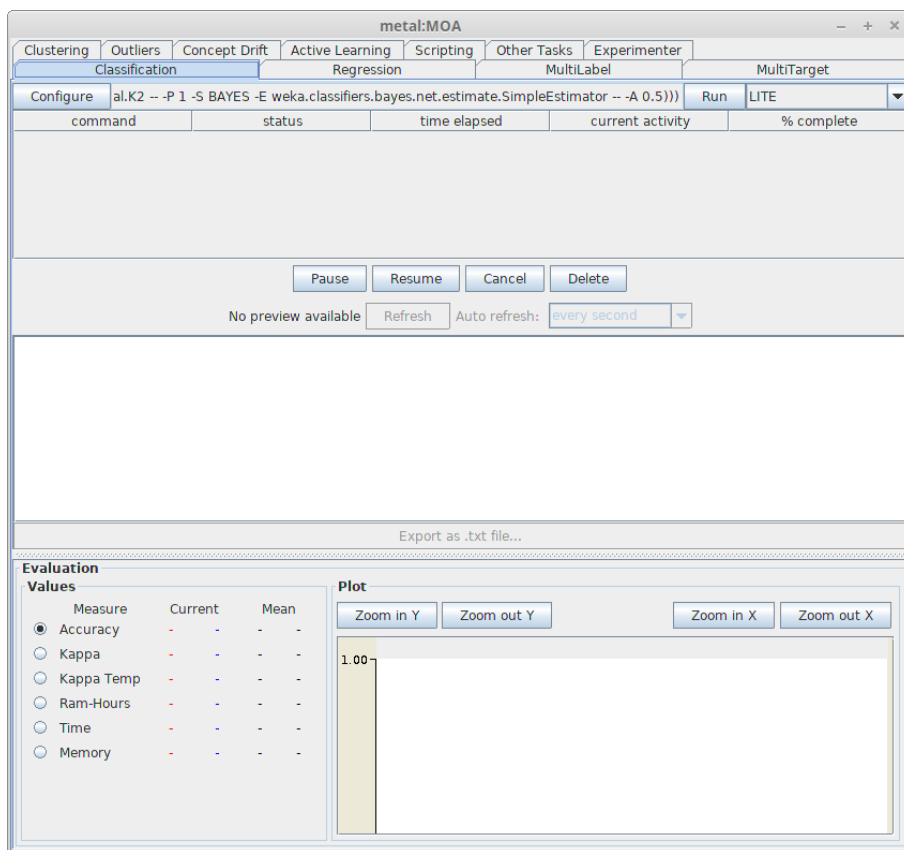 metal:MOA
Clustering Outliers Concept Drift Active Learning Scripting Other Tasks Experimenter
Classification Regression MultiLabel MultiTarget
Configure al.K2 -- -P 1 -S BAYES -E weka.classifiers.bayes.net.estimate.SimpleEstimator -- -A 0.5))) Run LITE
command status time elapsed current activity % complete
Pause Resume Cancel Delete
No preview available Refresh Auto refresh: every second
Export as .txt file...
Evaluation
Values Plot
Measure Current Mean Zoom in Y Zoom out Y Zoom in X Zoom out X
Accuracy - - - -
Kappa - - - - 1.00
Kappa Temp - - - -
Ram-Hours - - - -
Time - - - -
Memory - - - -